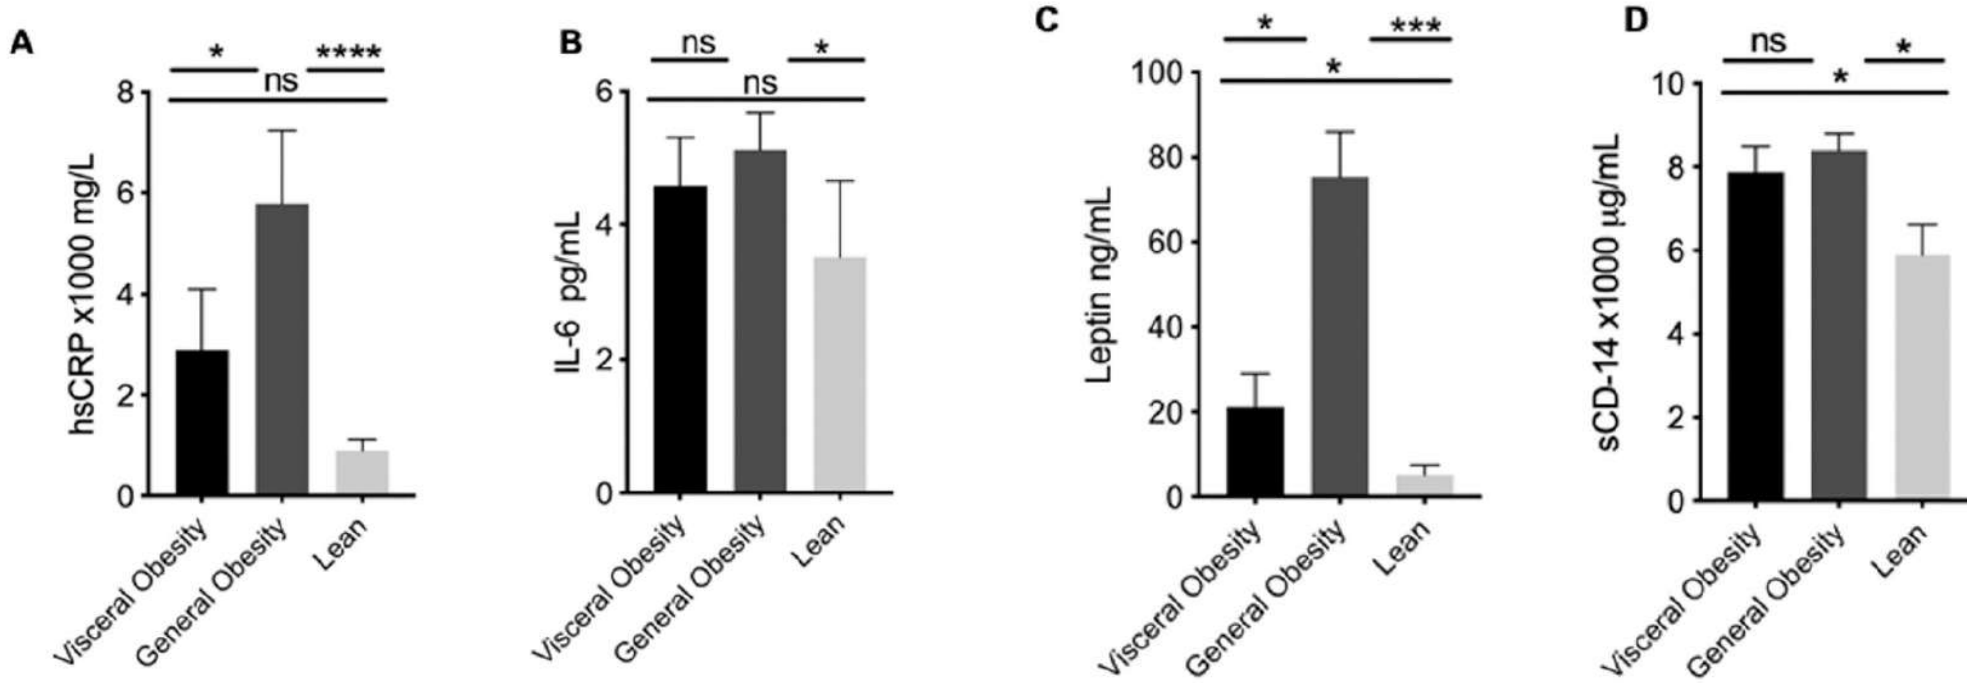 A
* ****
ns
hsCRP x1000 mg/L
8
6
4
2
0
Visceral Obesity
General Obesity
Lean
B
ns *
ns
IL-6 pg/mL
6
4
2
0
Visceral Obesity
General Obesity
Lean
C
* ***
*
Leptin ng/mL
100
80
60
40
20
0
Visceral Obesity
General Obesity
Lean
D
ns *
*
sCD-14 x1000 µg/mL
10
8
6
4
2
0
Visceral Obesity
General Obesity
Lean